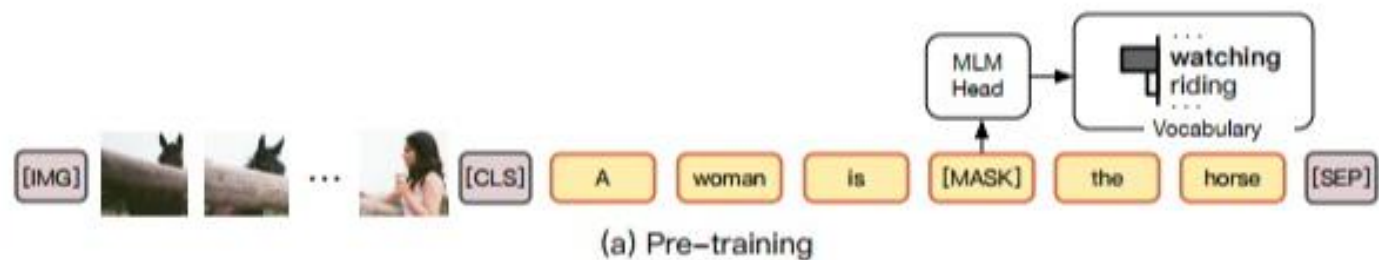 MLM
Head
. . .
watching
riding
. . .
Vocabulary
[IMG] ... [CLS] A woman is [MASK] the horse [SEP]
(a) Pre-training